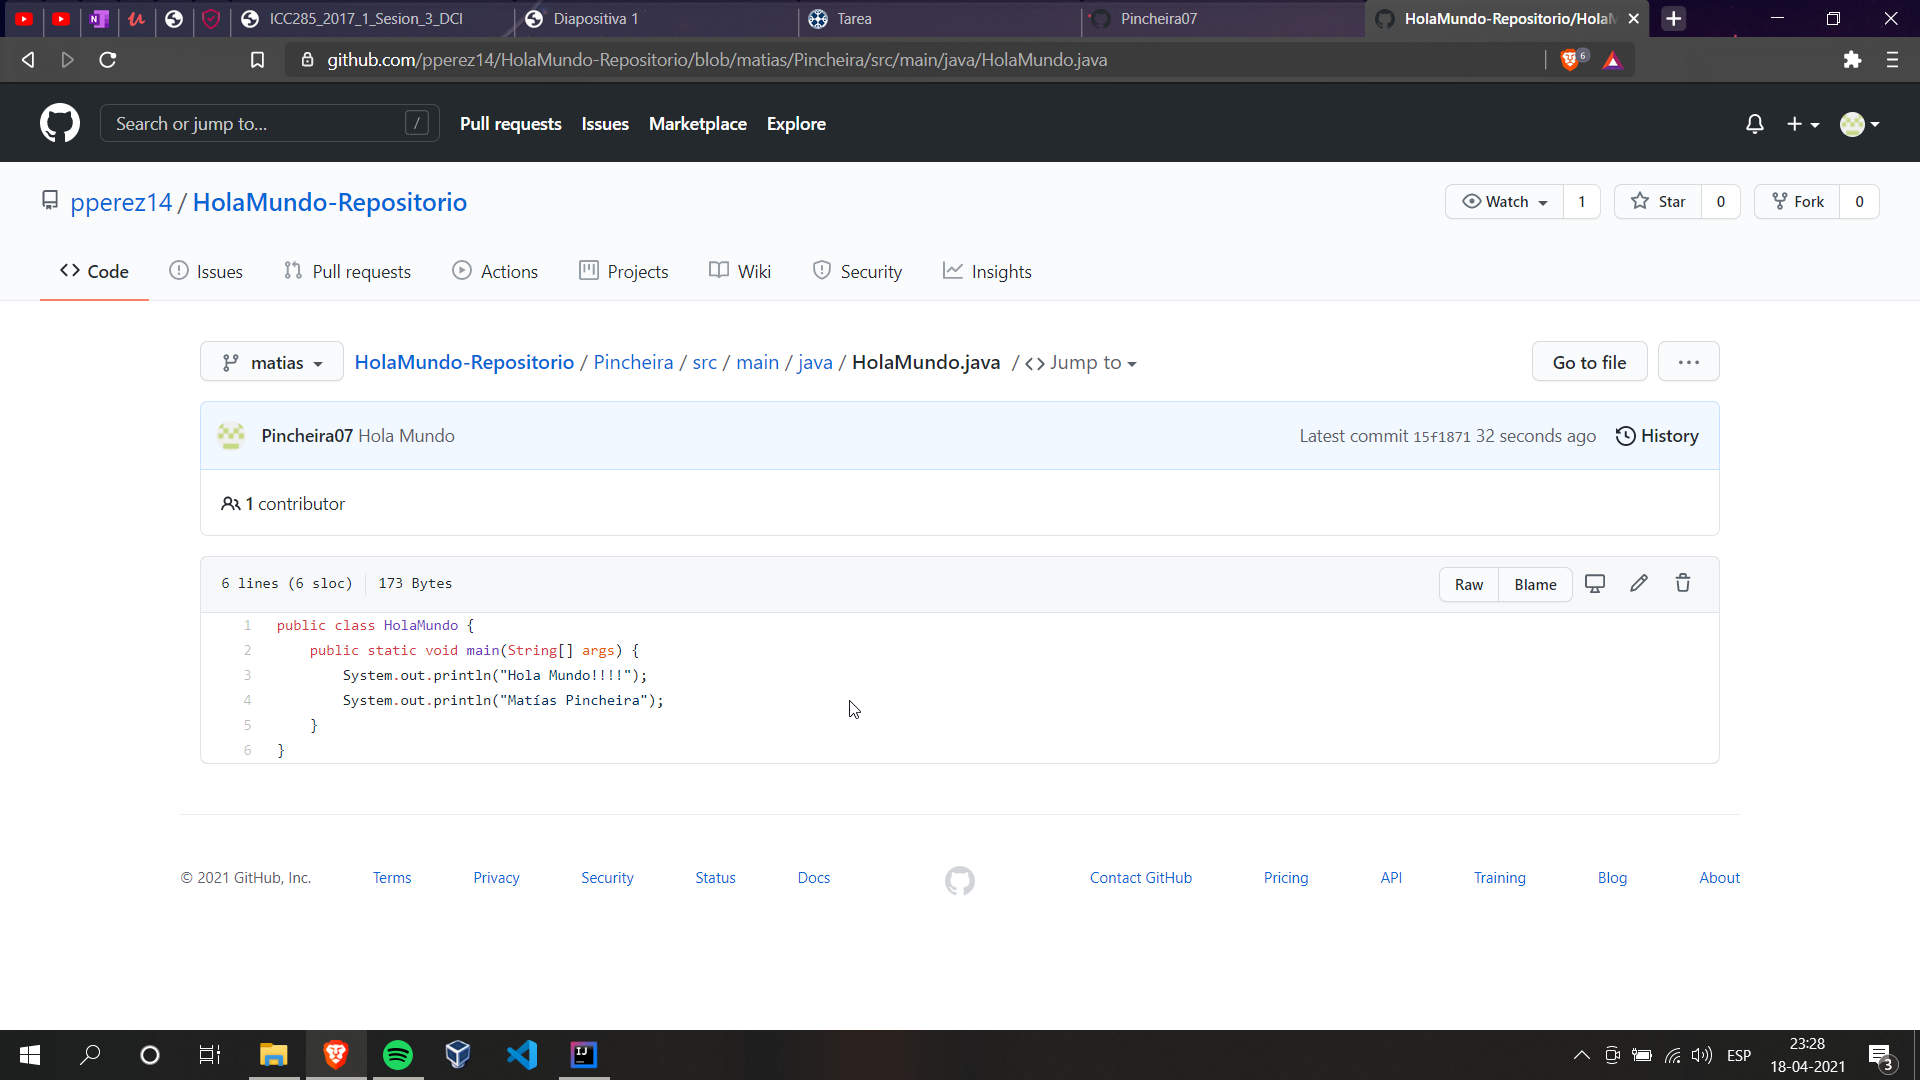 ICC285_2017_1_Sesion_3_DCI
Diapositiva 1
Tarea
Pincheira07
HolaMundo-Repositorio/Hola
github.com/pperez14/HolaMundo-Repositorio/blob/matias/Pincheira/src/main/java/HolaMundo.java
6
Search or jump to...
/
Pull requests
Issues
Marketplace
Explore
pperez14 / HolaMundo-Repositorio
Watch 1
Star 0
Fork 0
Code
Issues
Pull requests
Actions
Projects
Wiki
Security
Insights
matias
HolaMundo-Repositorio / Pincheira / src / main / java / HolaMundo.java / <> Jump to
Go to file
...
Pincheira07 Hola Mundo
Latest commit 15f1871 32 seconds ago
History
1 contributor
6 lines (6 sloc) 173 Bytes
Raw
Blame
1 public class HolaMundo {
2 public static void main(String[] args) {
3 System.out.println("Hola Mundo!!!!");
4 System.out.println("Matías Pincheira");
5 }
6 }
© 2021 GitHub, Inc.
Terms
Privacy
Security
Status
Docs
Contact GitHub
Pricing
API
Training
Blog
About
IJ
ESP
23:28
18-04-2021
3